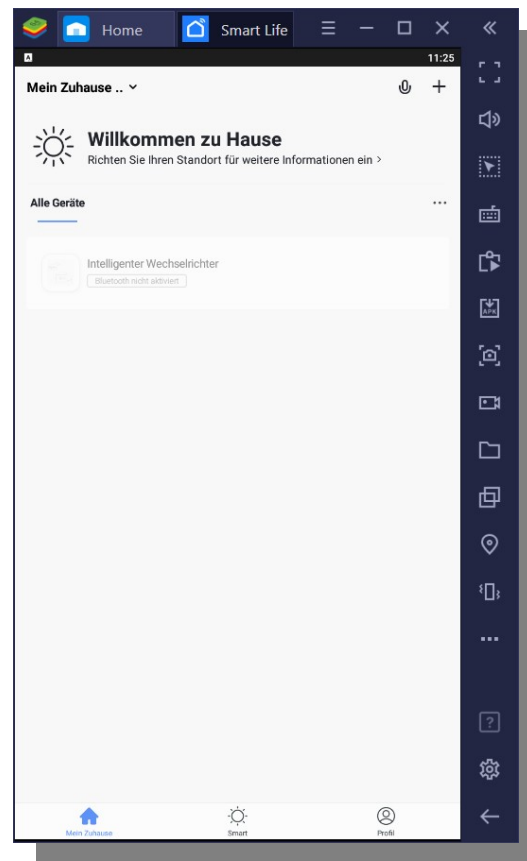 Home
Smart Life
A
11:25
Mein Zuhause ..
Willkommen zu Hause
Richten Sie Ihren Standort für weitere Informationen ein >
Alle Geräte
...
Intelligenter Wechselrichter
Bluetooth nicht aktiviert
APK
?
Mein Zuhause
Smart
Profil